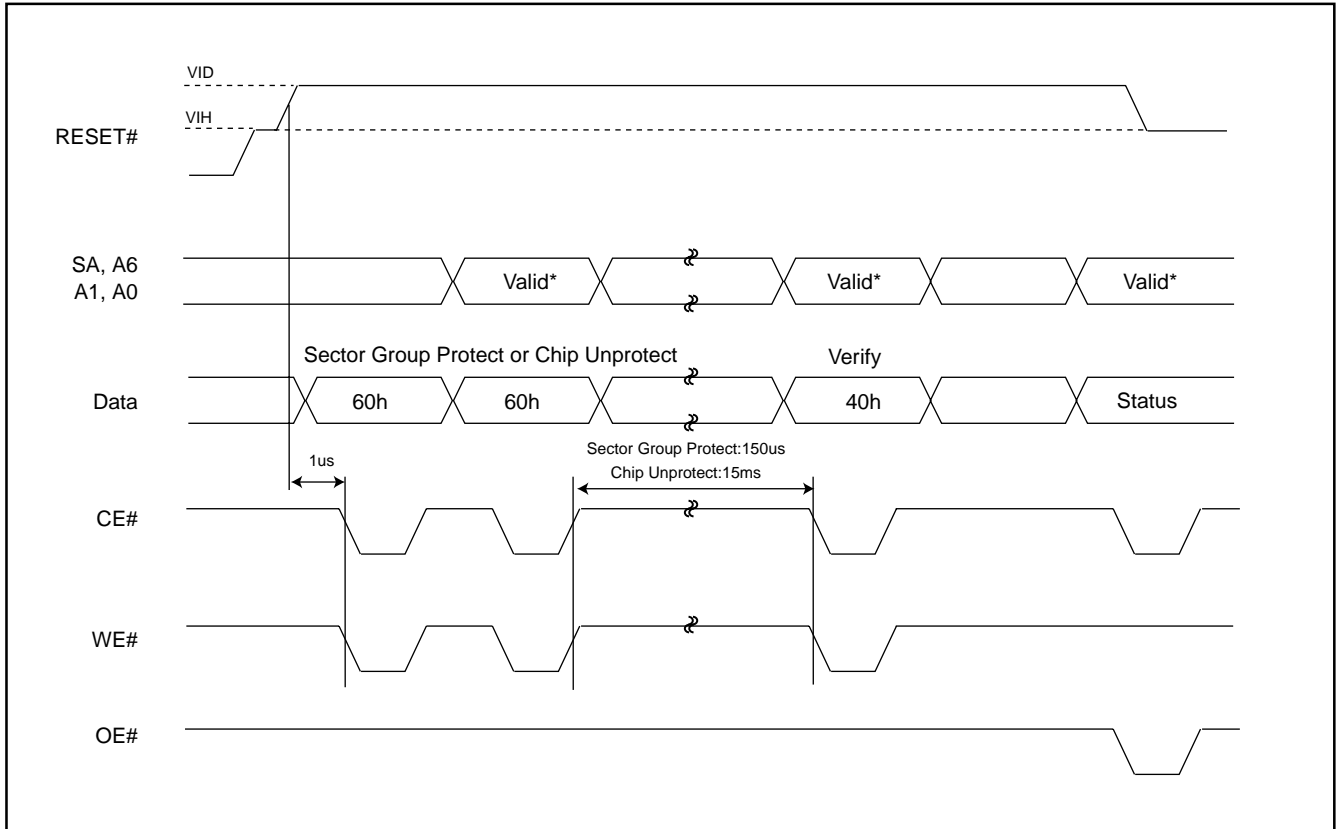 VID
VIH
RESET#
SA, A6
A1, A0
Valid*
Valid*
Valid*
Sector Group Protect or Chip Unprotect
Verify
Data
60h
60h
40h
Status
1us
Sector Group Protect:150us
Chip Unprotect:15ms
CE#
WE#
OE#